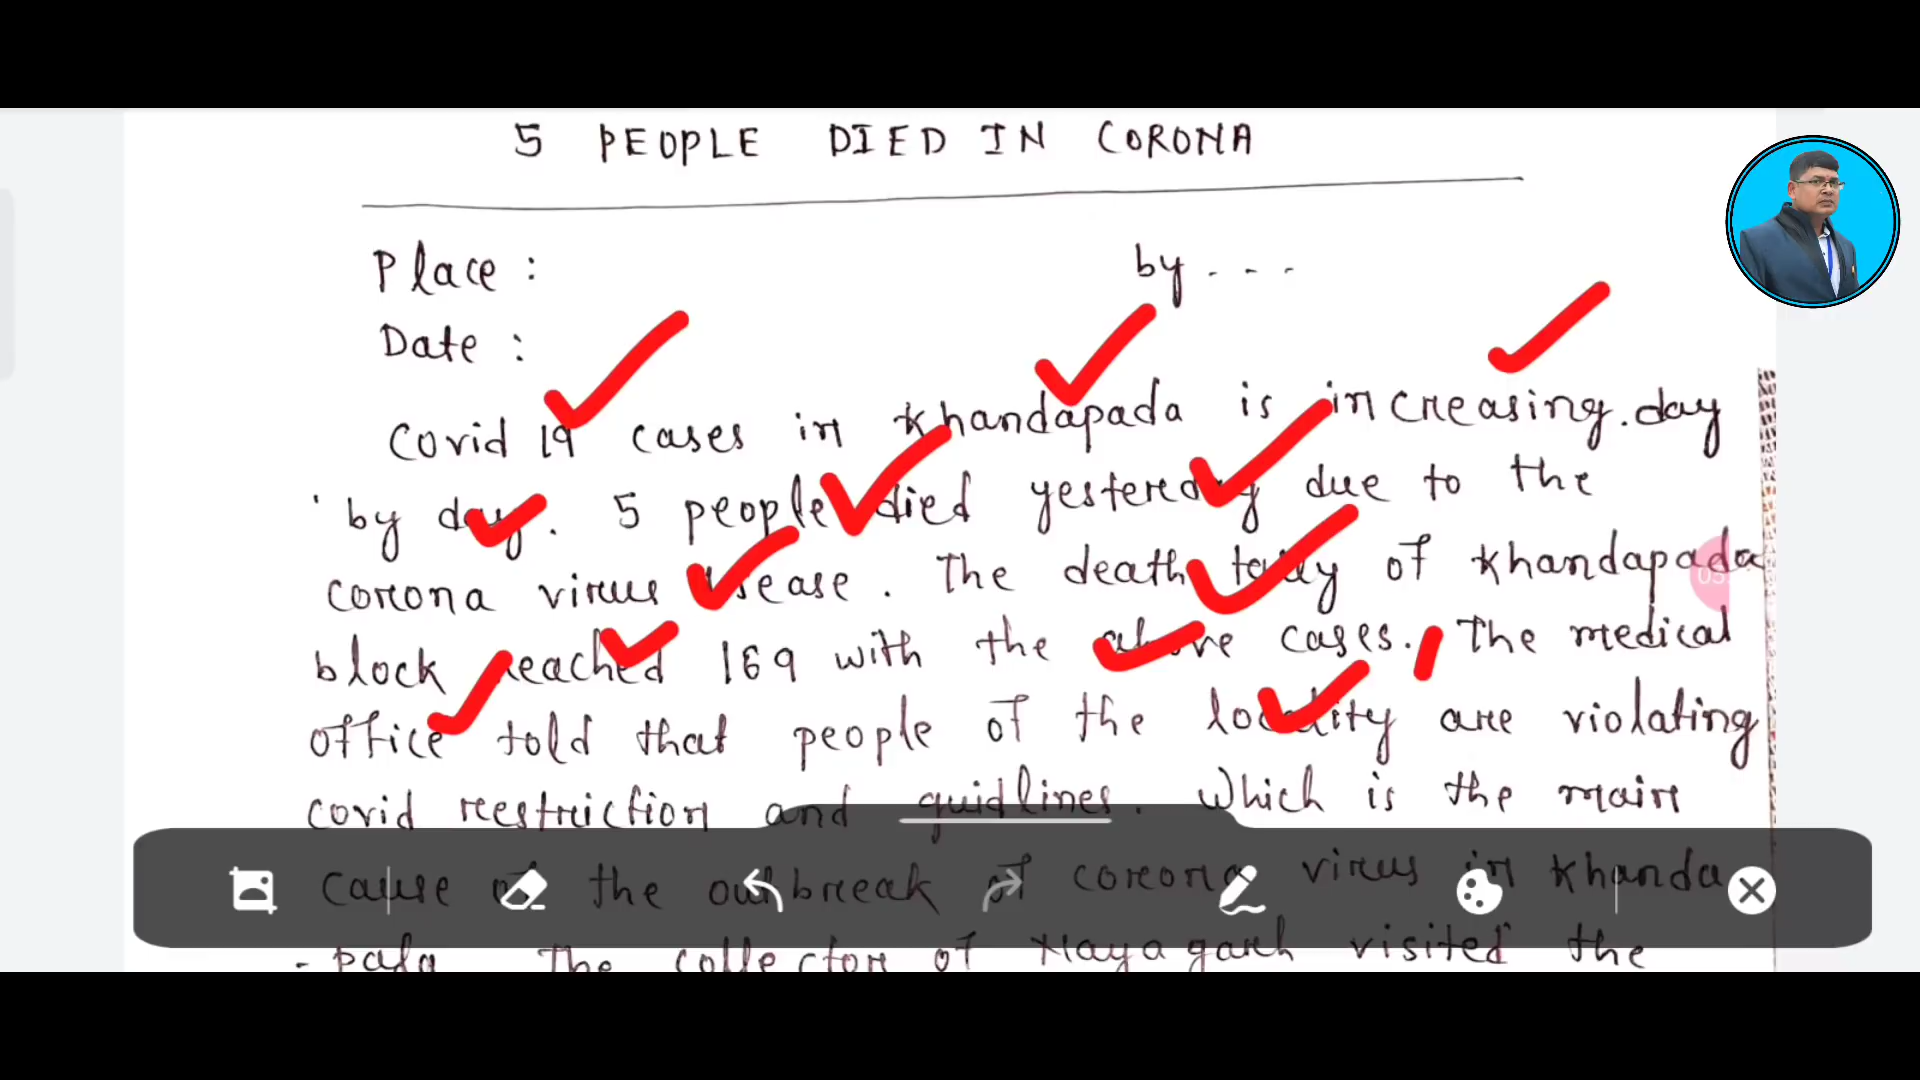 5 PEOPLE DIED IN CORONA
Place :
by - - -
Date :
Covid 19 cases in Khandapada is increasing.day
by day. 5 people died yesterday due to the
corona virus disease. The death tally of Khandapada
block reached 169 with the above cases. The medical
office told that people of the locality are violating
covid restriction and guidlines. Which is the main
cause of the outbreak of corona virus in Khanda
-pada The collector of Nayagarh visited the